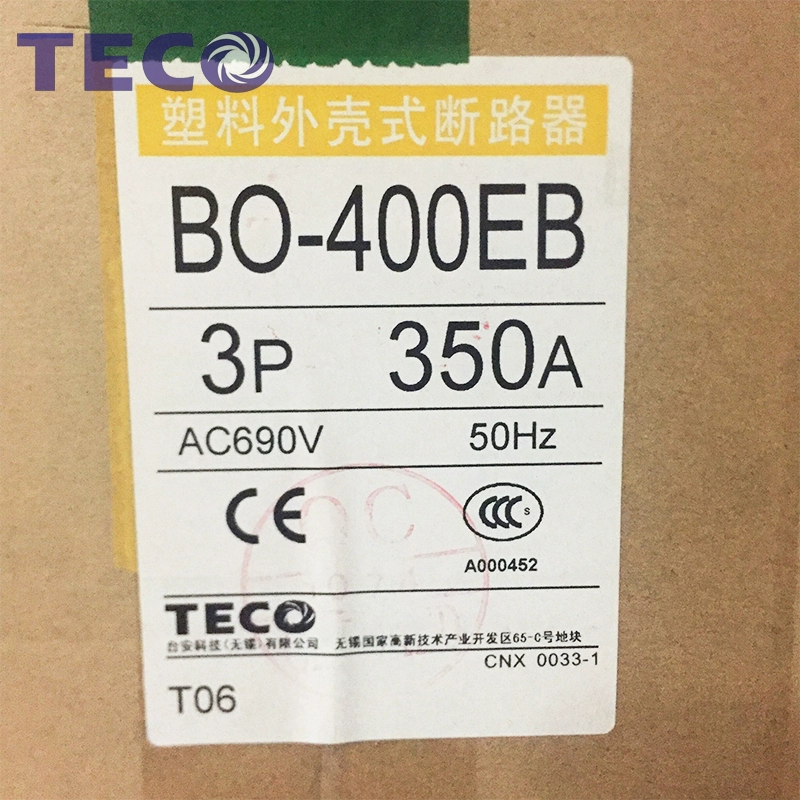 TECO
塑料外壳式断路器
BO-400EB
3P 350A
AC690V 50Hz
CE CCC S
A000452
QC
TECO
台安科技(无锡)有限公司 无锡国家高新技术产业开发区65-C号地块
CNX 0033-1
T06